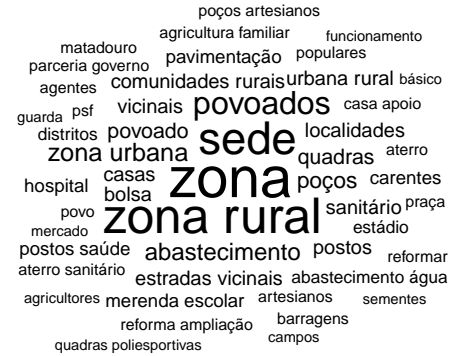 poços artesianos
agricultura familiar
funcionamento
matadouro
pavimentação
populares
parceria governo
comunidades rurais
urbana rural
básico
agentes
vicinais
povoados
casa apoio
guarda
psf
distritos
povoado
sede
localidades
zona urbana
quadras
aterro
hospital
casas
zona
poços
carentes
bolsa
povo
zona rural
sanitário
praça
mercado
estádio
postos saúde
abastecimento
postos
reformar
aterro sanitário
estradas vicinais
abastecimento água
agricultores
merenda escolar
artesianos
sementes
reforma ampliação
barragens
quadras poliesportivas
campos